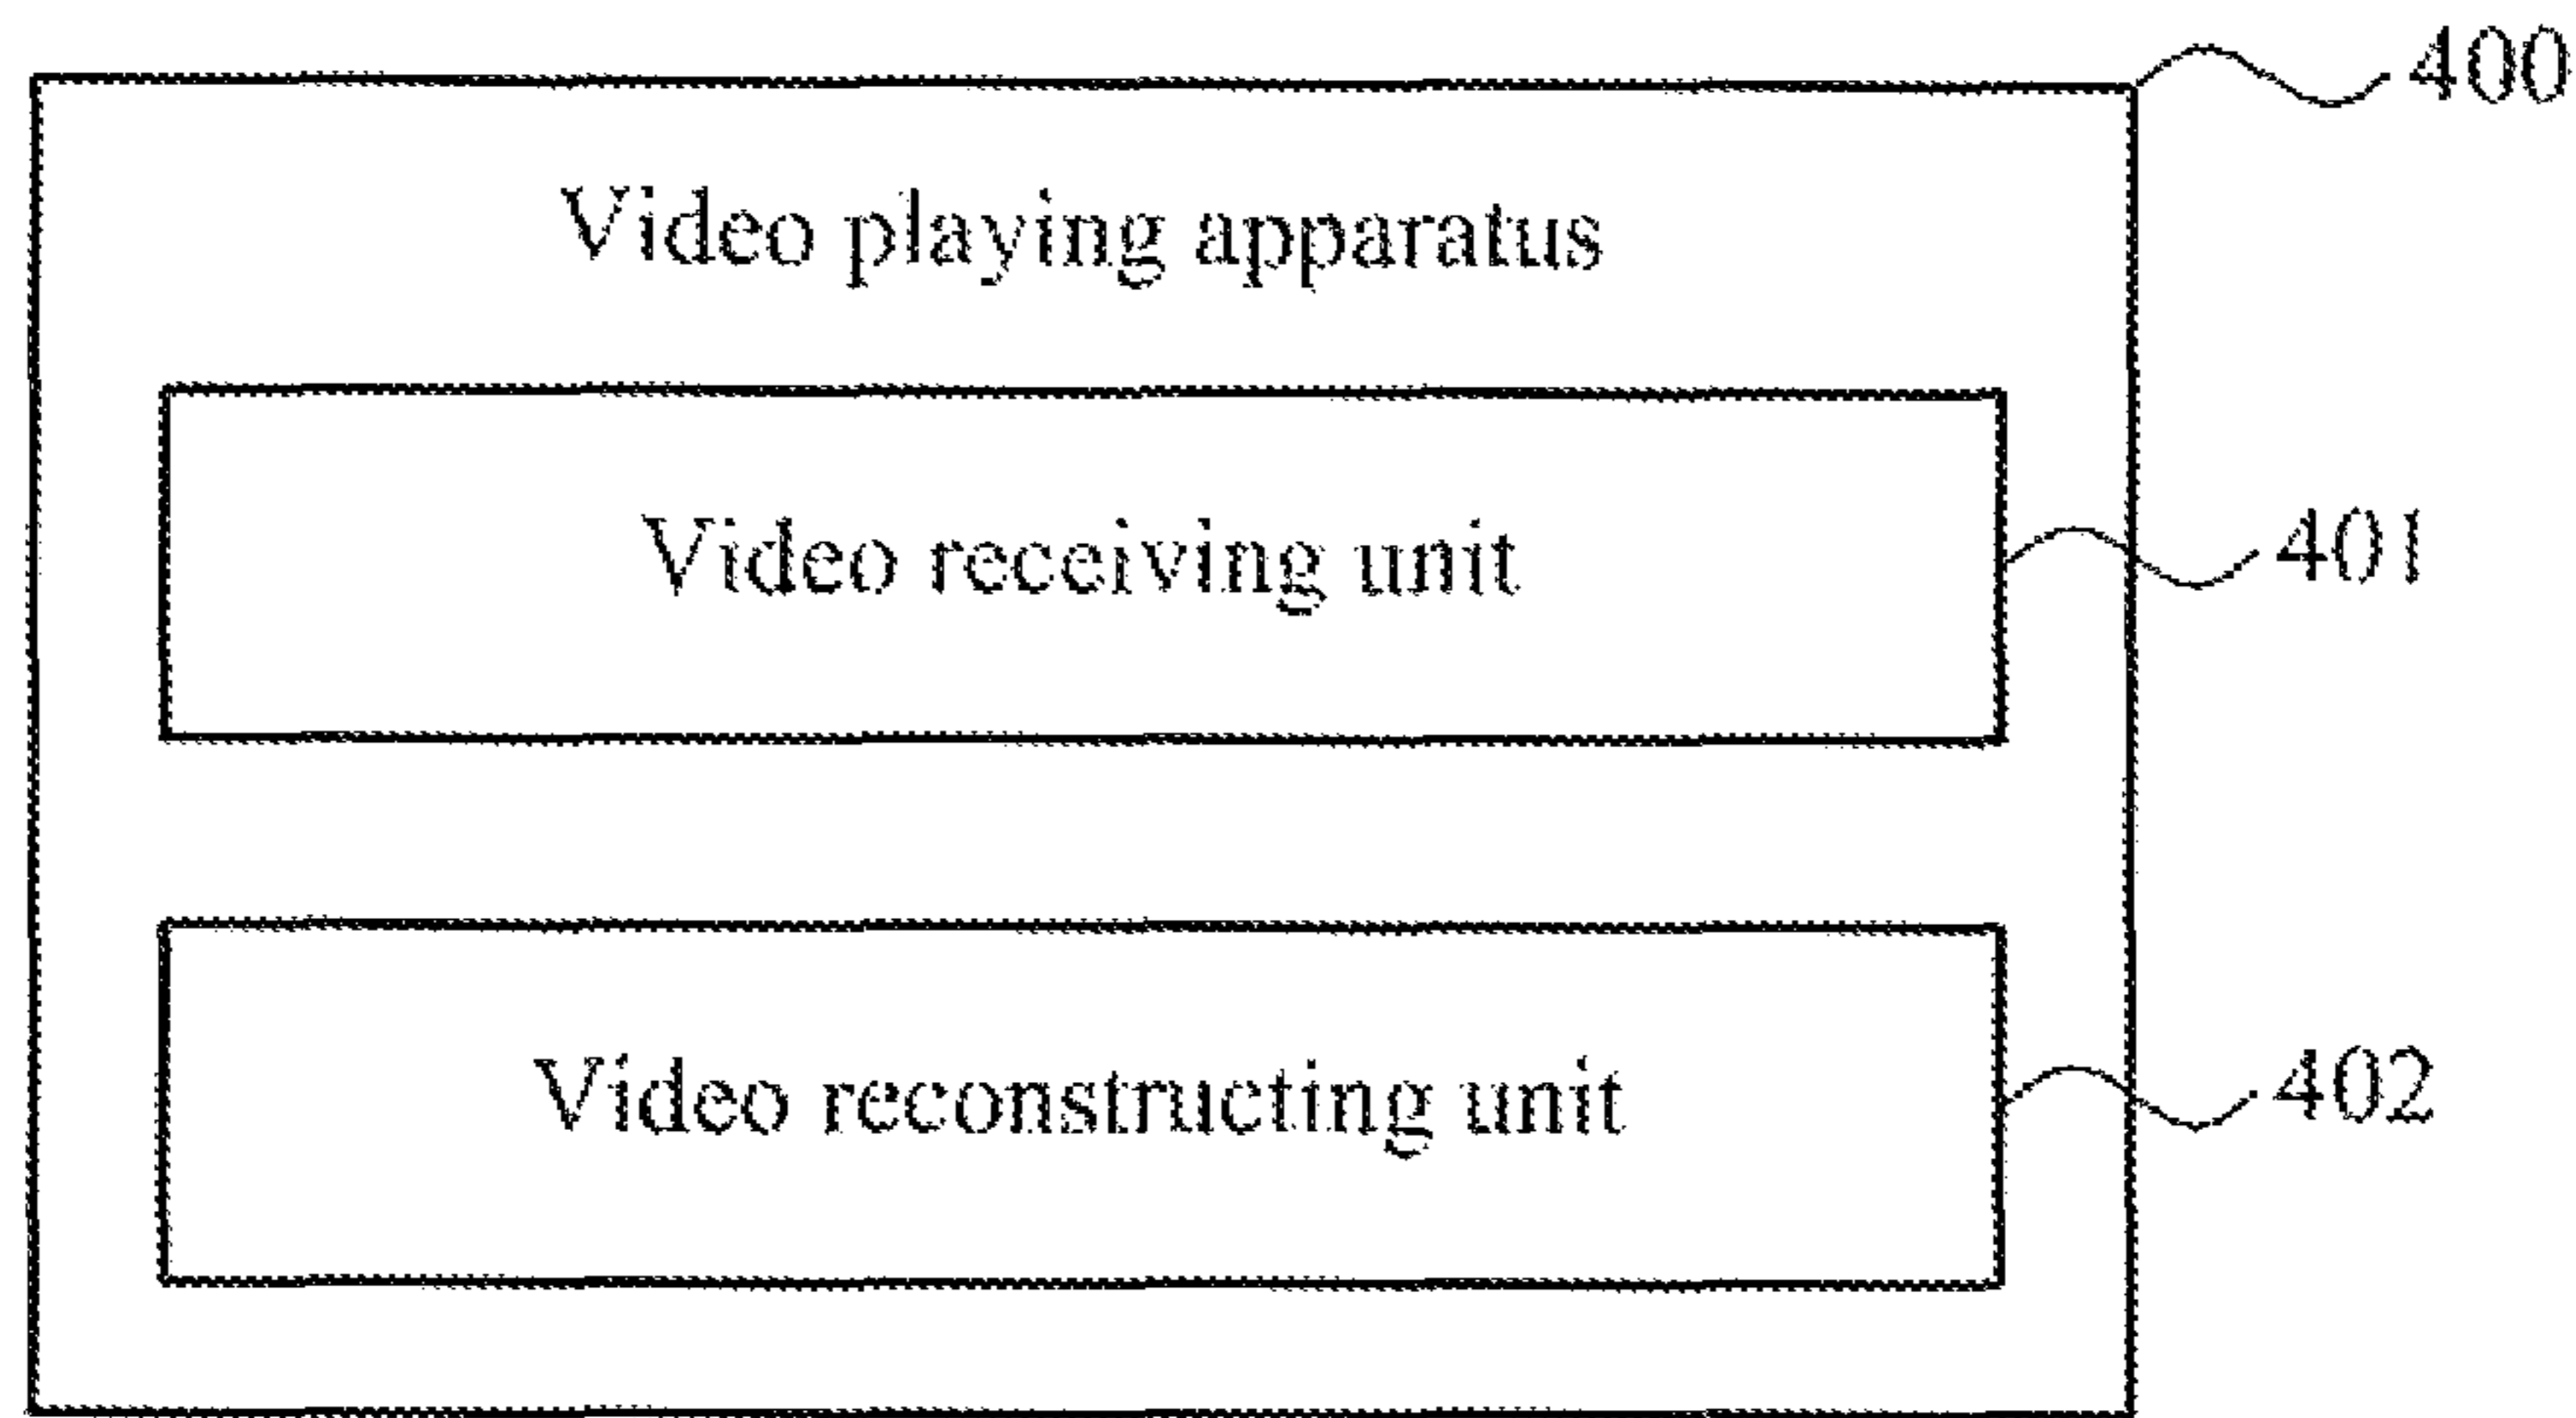 400
Video playing apparatus
Video receiving unit
401
Video reconstructing unit
402